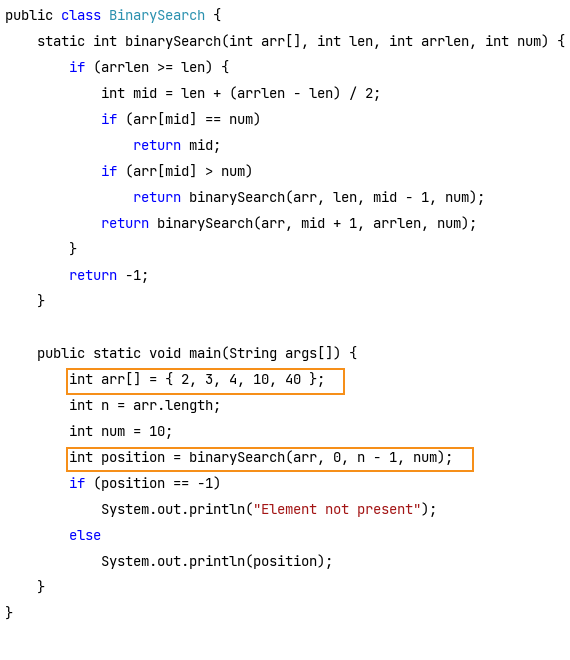 public class BinarySearch {
    static int binarySearch(int arr[], int len, int arrlen, int num) {
        if (arrlen >= len) {
            int mid = len + (arrlen - len) / 2;
            if (arr[mid] == num)
                return mid;
            if (arr[mid] > num)
                return binarySearch(arr, len, mid - 1, num);
            return binarySearch(arr, mid + 1, arrlen, num);
        }
        return -1;
    }

    public static void main(String args[]) {
        int arr[] = { 2, 3, 4, 10, 40 };
        int n = arr.length;
        int num = 10;
        int position = binarySearch(arr, 0, n - 1, num);
        if (position == -1)
            System.out.println("Element not present");
        else
            System.out.println(position);
    }
}